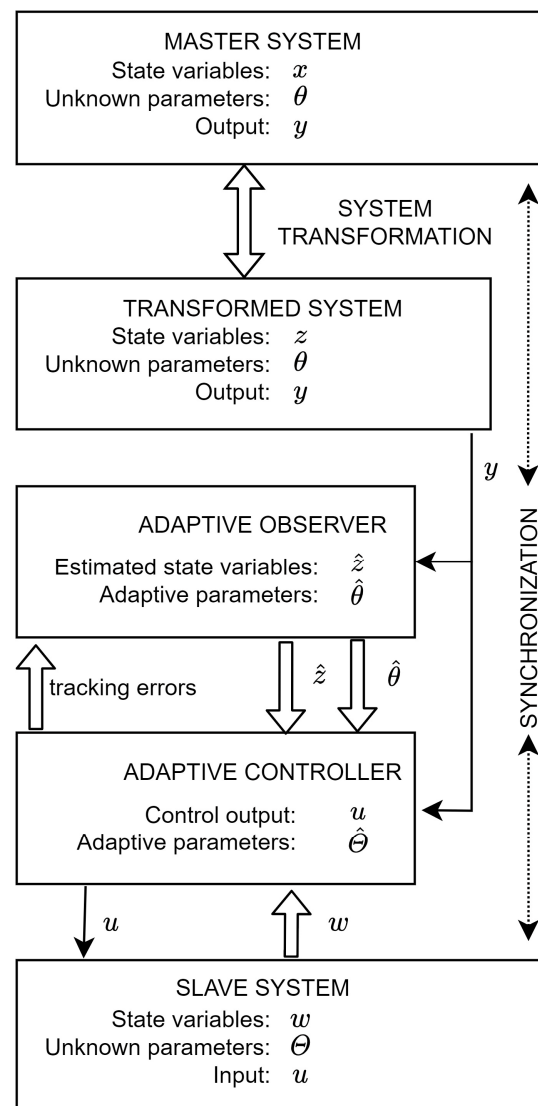 MASTER SYSTEM
State variables: x
Unknown parameters: θ
Output: y
SYSTEM
TRANSFORMATION
TRANSFORMED SYSTEM
State variables: z
Unknown parameters: θ
Output: y
y
ADAPTIVE OBSERVER
Estimated state variables: ẑ
Adaptive parameters: θ̂
SYNCHRONIZATION
tracking errors
ẑ
θ̂
ADAPTIVE CONTROLLER
Control output: u
Adaptive parameters: Θ̂
u
w
SLAVE SYSTEM
State variables: w
Unknown parameters: Θ
Input: u